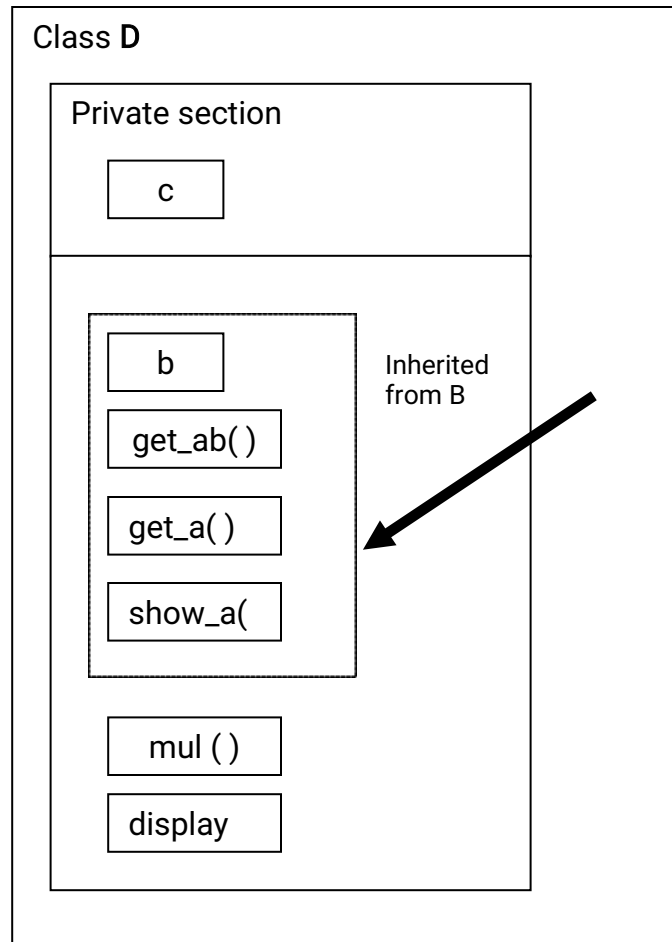 Class D
Private section
c
b
Inherited
from B
get_ab( )
get_a( )
show_a(
mul ( )
display